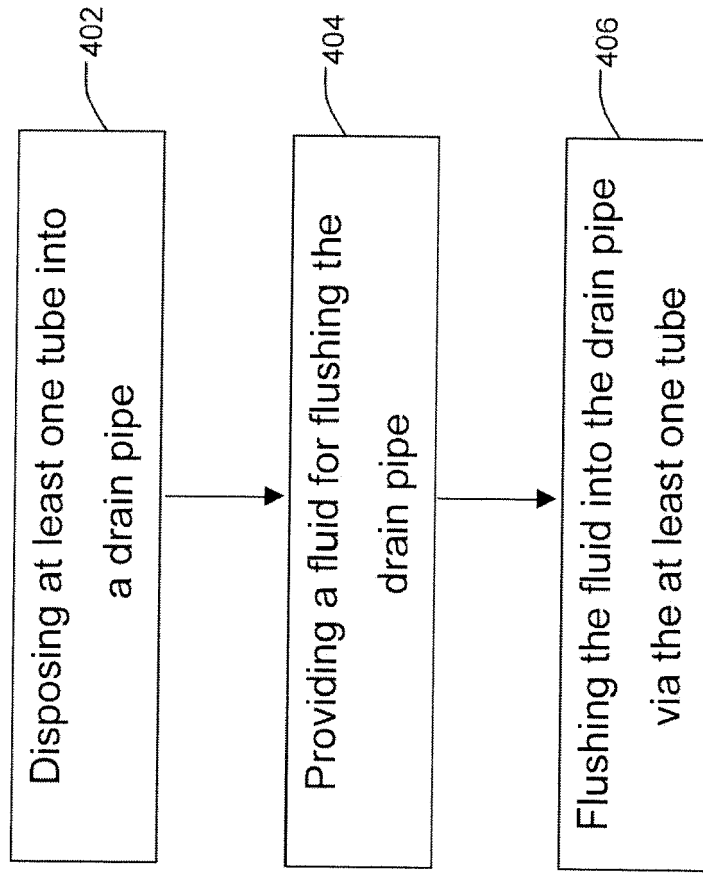 Disposing at least one tube into
a drain pipe
402
Providing a fluid for flushing the
drain pipe
404
Flushing the fluid into the drain pipe
via the at least one tube
406